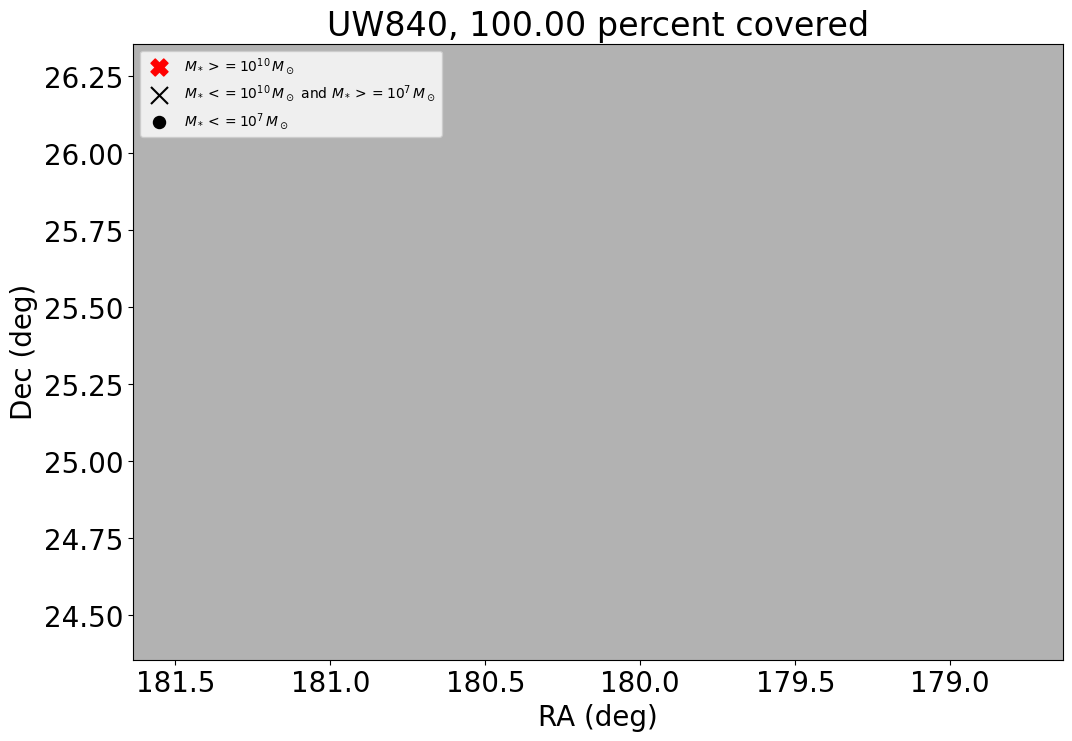 UW840, 100.00 percent covered
M* >= 10^10 M⊙
M* <= 10^10 M⊙ and M* >= 10^7 M⊙
M* <= 10^7 M⊙
26.25
26.00
25.75
25.50
25.25
25.00
24.75
24.50
Dec (deg)
181.5 181.0 180.5 180.0 179.5 179.0
RA (deg)